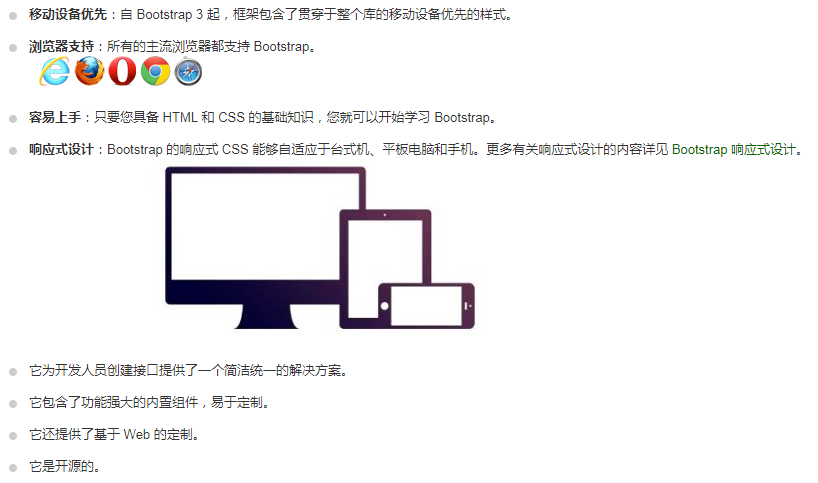 移动设备优先：自 Bootstrap 3 起，框架包含了贯穿于整个库的移动设备优先的样式。
浏览器支持：所有的主流浏览器都支持 Bootstrap。
容易上手：只要您具备 HTML 和 CSS 的基础知识，您就可以开始学习 Bootstrap。
响应式设计：Bootstrap 的响应式 CSS 能够自适应于台式机、平板电脑和手机。更多有关响应式设计的内容详见 Bootstrap 响应式设计。
它为开发人员创建接口提供了一个简洁统一的解决方案。
它包含了功能强大的内置组件，易于定制。
它还提供了基于 Web 的定制。
它是开源的。